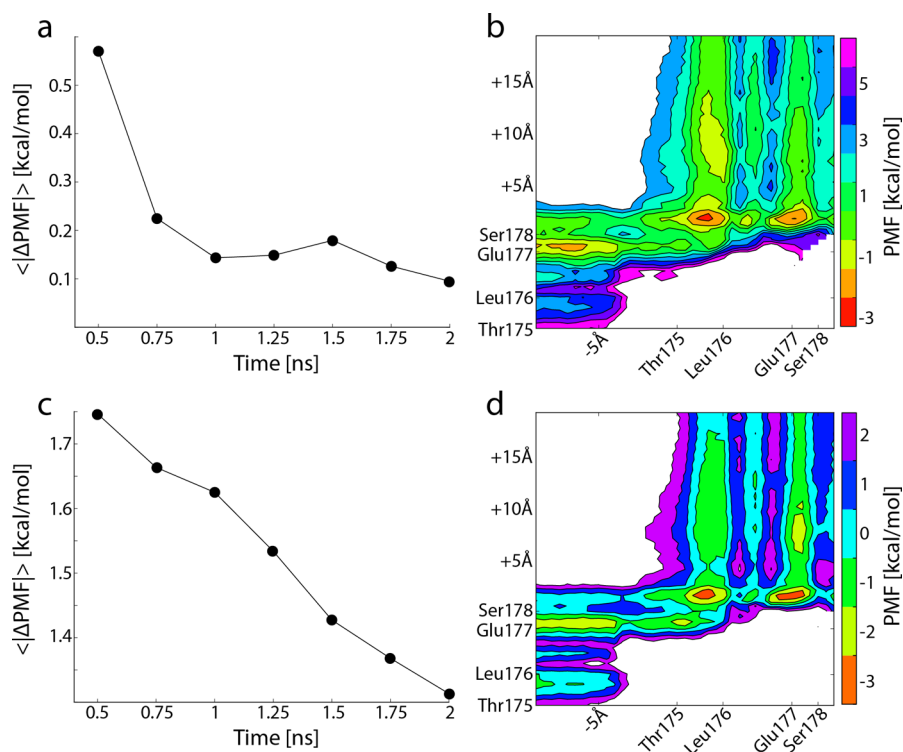 a
<|ΔPMF|> [kcal/mol]
0.5
0.4
0.3
0.2
0.1
0.5 0.75 1 1.25 1.5 1.75 2
Time [ns]
b
+15Å
+10Å
+5Å
Ser178
Glu177
Leu176
Thr175
-5Å Thr175 Leu176 Glu177 Ser178
5
3
1
-1
-3
PMF [kcal/mol]
c
<|ΔPMF|> [kcal/mol]
1.7
1.6
1.5
1.4
0.5 0.75 1 1.25 1.5 1.75 2
Time [ns]
d
+15Å
+10Å
+5Å
Ser178
Glu177
Leu176
Thr175
-5Å Thr175 Leu176 Glu177 Ser178
2
1
0
-1
-2
-3
PMF [kcal/mol]